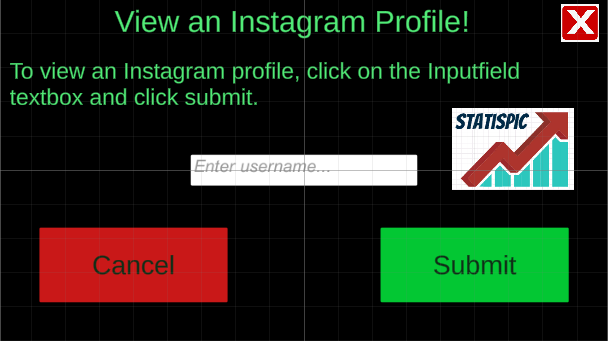 View an Instagram Profile!
X
To view an Instagram profile, click on the Inputfield
textbox and click submit.
STATISPIC
Enter username...
Cancel
Submit